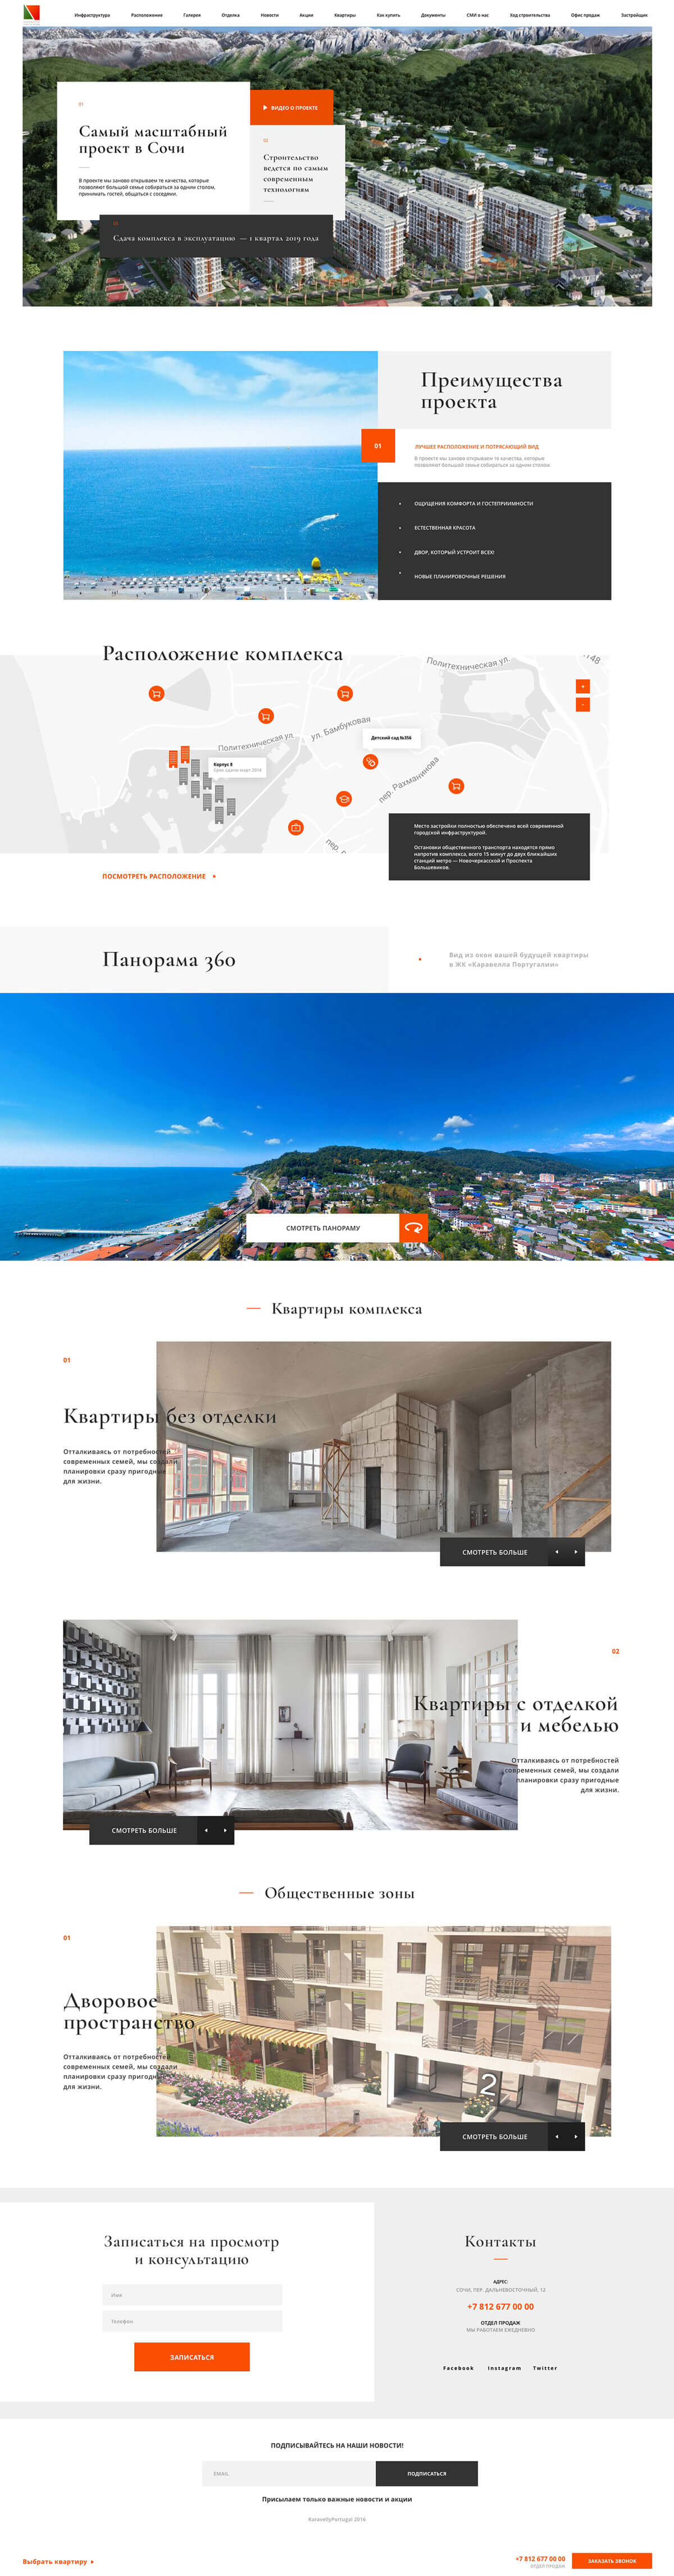 Инфраструктура Расположение Галерея Отделка Новости Акции Квартиры Как купить Документы СМИ о нас Ход строительства Офис продаж Застройщик
01
Самый масштабный
проект в Сочи
В проекте мы заново открываем те качества, которые
позволяют большой семье собираться за одним столом,
принимать гостей, общаться с соседями.
ВИДЕО О ПРОЕКТЕ
02
Строительство
ведется по самым
современным
технологиям
03
Сдача комплекса в эксплуатацию — 1 квартал 2019 года
Преимущества
проекта
01
ЛУЧШЕЕ РАСПОЛОЖЕНИЕ И ПОТРЯСАЮЩИЙ ВИД
В проекте мы заново открываем те качества, которые
позволяют большой семье собираться за одним столом.
ОЩУЩЕНИЯ КОМФОРТА И ГОСТЕПРИИМНОСТИ
ЕСТЕСТВЕННАЯ КРАСОТА
ДВОР, КОТОРЫЙ УСТРОИТ ВСЕХ!
НОВЫЕ ПЛАНИРОВОЧНЫЕ РЕШЕНИЯ
Расположение комплекса
Политехническая ул.
+
-
ул. Бамбуковая
Политехническая ул.
Детский сад №356
Корпус 8
Срок сдачи март 2018
пер. Рахманинова
пер.
Место застройки полностью обеспечено всей современной
городской инфраструктурой.
Остановки общественного транспорта находятся прямо
напротив комплекса, всего 15 минут до двух ближайших
станций метро — Новочеркасской и Проспекта
Большевиков.
ПОСМОТРЕТЬ РАСПОЛОЖЕНИЕ
Панорама 360
Вид из окон вашей будущей квартиры
в ЖК «Каравелла Португалии»
СМОТРЕТЬ ПАНОРАМУ
Квартиры комплекса
01
Квартиры без отделки
Отталкиваясь от потребностей
современных семей, мы создали
планировки сразу пригодные
для жизни.
СМОТРЕТЬ БОЛЬШЕ
02
Квартиры с отделкой
и мебелью
Отталкиваясь от потребностей
современных семей, мы создали
планировки сразу пригодные
для жизни.
СМОТРЕТЬ БОЛЬШЕ
Общественные зоны
01
Дворовое
пространство
Отталкиваясь от потребностей
современных семей, мы создали
планировки сразу пригодные
для жизни.
2
СМОТРЕТЬ БОЛЬШЕ
Записаться на просмотр
и консультацию
Имя
Телефон
ЗАПИСАТЬСЯ
Контакты
АДРЕС:
СОЧИ, ПЕР. ДАЛЬНЕВОСТОЧНЫЙ, 12
+7 812 677 00 00
ОТДЕЛ ПРОДАЖ
МЫ РАБОТАЕМ ЕЖЕДНЕВНО
Facebook Instagram Twitter
ПОДПИСЫВАЙТЕСЬ НА НАШИ НОВОСТИ!
EMAIL
ПОДПИСАТЬСЯ
Присылаем только важные новости и акции
KaravellyPortugal 2016
Выбрать квартиру
+7 812 677 00 00
ОТДЕЛ ПРОДАЖ
ЗАКАЗАТЬ ЗВОНОК